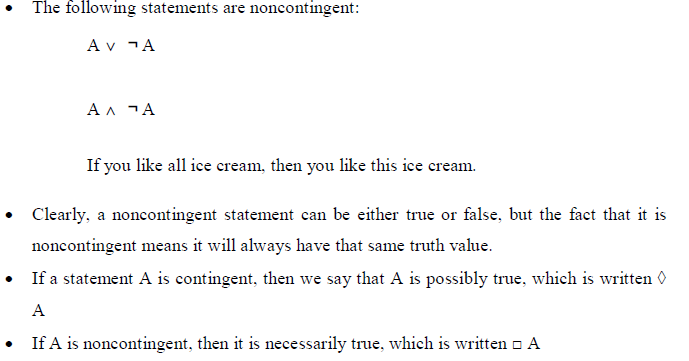 • The following statements are noncontingent:
A ∨ ¬ A
A ∧ ¬ A
If you like all ice cream, then you like this ice cream.
• Clearly, a noncontingent statement can be either true or false, but the fact that it is
noncontingent means it will always have that same truth value.
• If a statement A is contingent, then we say that A is possibly true, which is written ◊
A
• If A is noncontingent, then it is necessarily true, which is written □ A